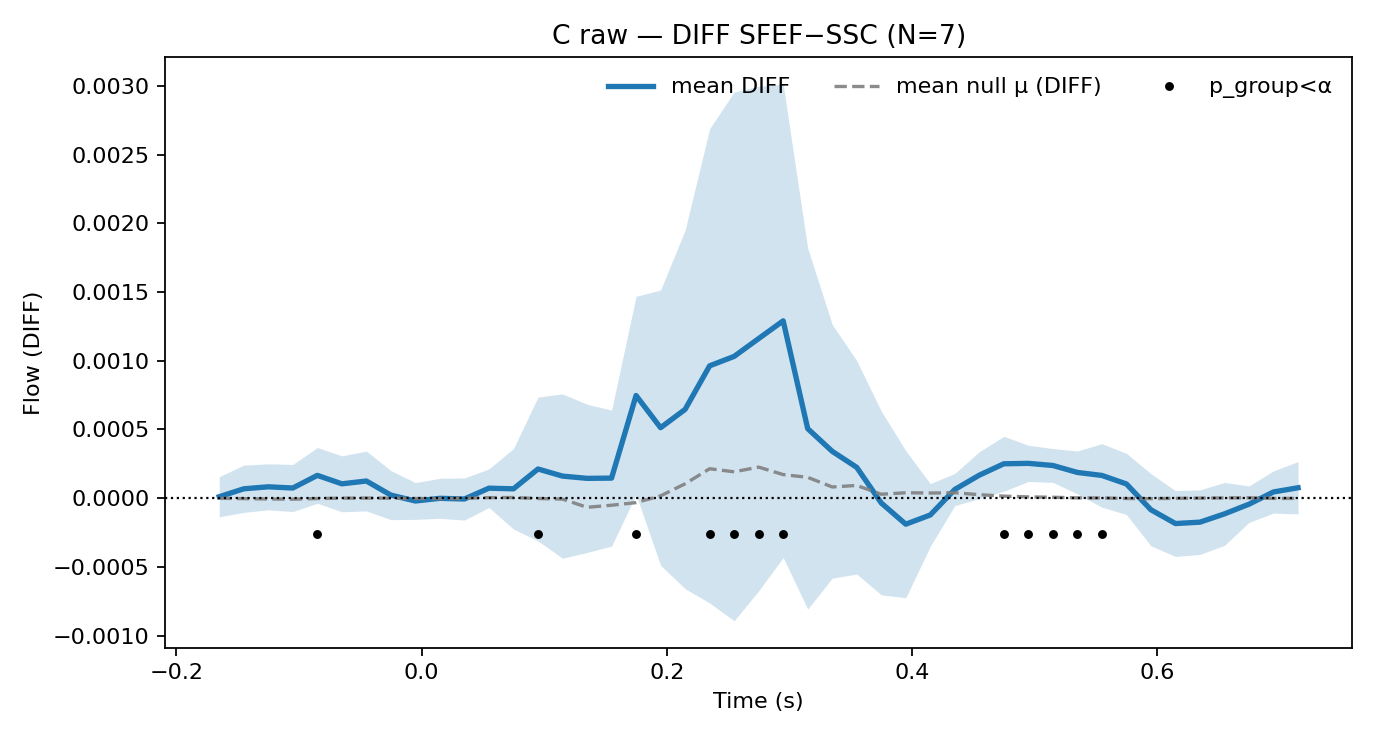 C raw — DIFF SFEF−SSC (N=7)
mean DIFF
mean null μ (DIFF)
p_group<α
0.0030
0.0025
0.0020
0.0015
0.0010
0.0005
0.0000
−0.0005
−0.0010
Flow (DIFF)
−0.2
0.0
0.2
0.4
0.6
Time (s)